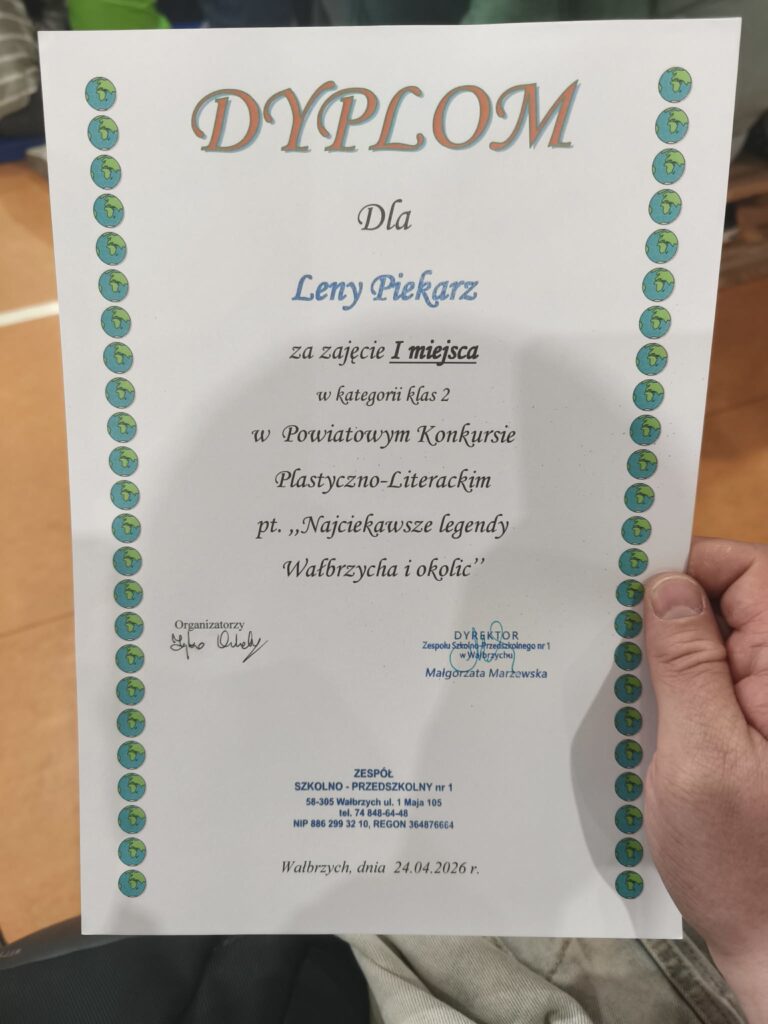 DYPLOM
Dla
Leny Piekarz
za zajęcie I miejsca
w kategorii klas 2
w Powiatowym Konkursie
Plastyczno-Literackim
pt. ,,Najciekawsze legendy
Wałbrzycha i okolic’’
Organizatorzy
DYREKTOR
Zespołu Szkolno-Przedszkolnego nr 1
w Wałbrzychu
Małgorzata Marzewska
ZESPÓŁ
SZKOLNO - PRZEDSZKOLNY nr 1
58-305 Wałbrzych ul. 1 Maja 105
tel. 74 848-64-48
NIP 886 299 32 10, REGON 364876664
Wałbrzych, dnia 24.04.2026 r.